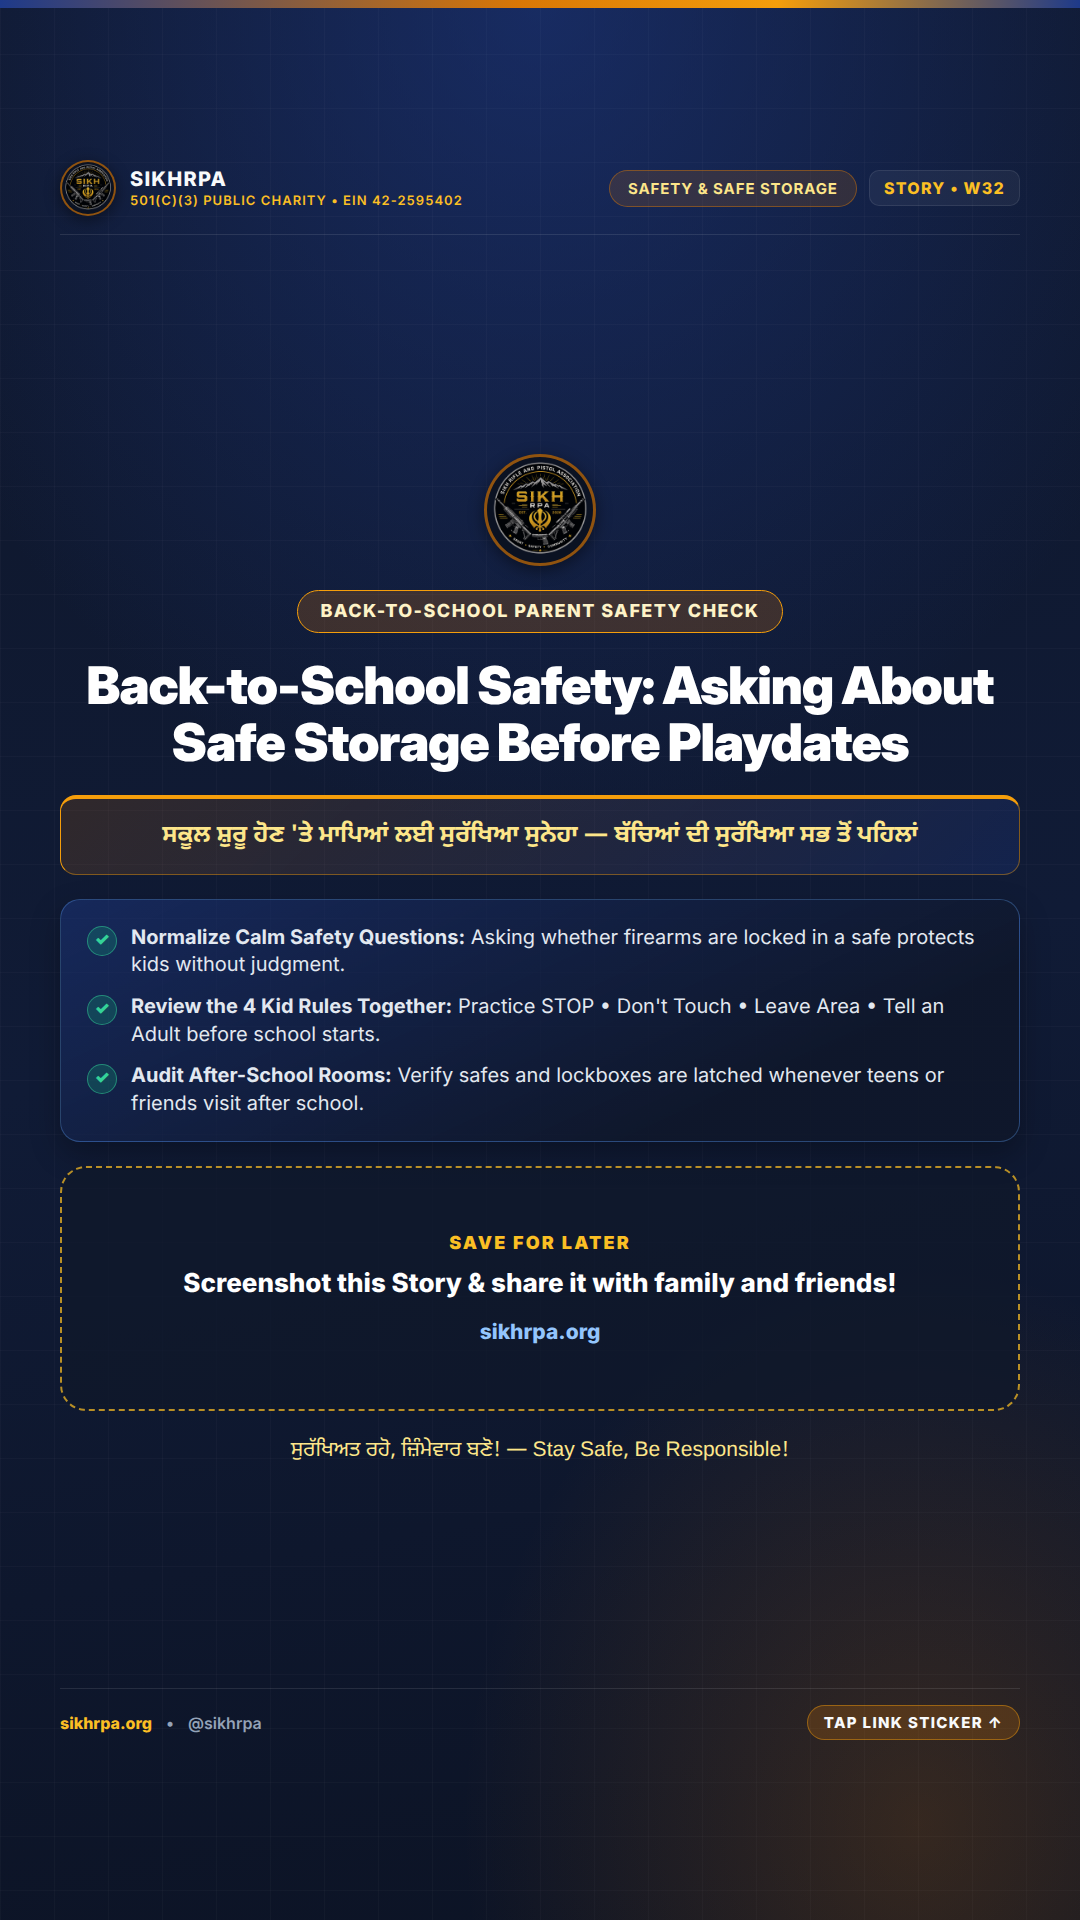 SIKHRPA
501(C)(3) PUBLIC CHARITY • EIN 42-2595402
SAFETY & SAFE STORAGE
STORY • W32
SIKH RIFLE AND PISTOL ASSOCIATION
SIKH
RPA
BACK-TO-SCHOOL PARENT SAFETY CHECK
Back-to-School Safety: Asking About
Safe Storage Before Playdates
ਸਕੂਲ ਸ਼ੁਰੂ ਹੋਣ 'ਤੇ ਮਾਪਿਆਂ ਲਈ ਸੁਰੱਖਿਆ ਸੁਨੇਹਾ — ਬੱਚਿਆਂ ਦੀ ਸੁਰੱਖਿਆ ਸਭ ਤੋਂ ਪਹਿਲਾਂ
Normalize Calm Safety Questions: Asking whether firearms are locked in a safe protects
kids without judgment.
Review the 4 Kid Rules Together: Practice STOP • Don't Touch • Leave Area • Tell an
Adult before school starts.
Audit After-School Rooms: Verify safes and lockboxes are latched whenever teens or
friends visit after school.
SAVE FOR LATER
Screenshot this Story & share it with family and friends!
sikhrpa.org
ਸੁਰੱਖਿਅਤ ਰਹੋ, ਜ਼ਿੰਮੇਵਾਰ ਬਣੋ! — Stay Safe, Be Responsible!
sikhrpa.org • @sikhrpa
TAP LINK STICKER ↑